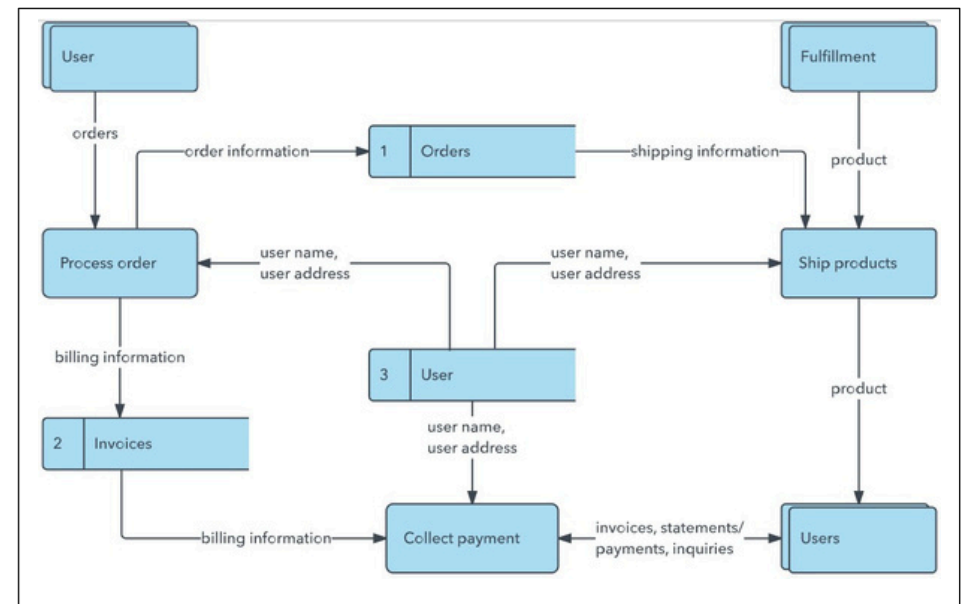 User
Fulfillment
orders
order information
1
Orders
shipping information
product
Process order
user name,
user address
user name,
user address
Ship products
billing information
3
User
product
user name,
user address
2
Invoices
billing information
Collect payment
invoices, statements/
payments, inquiries
Users